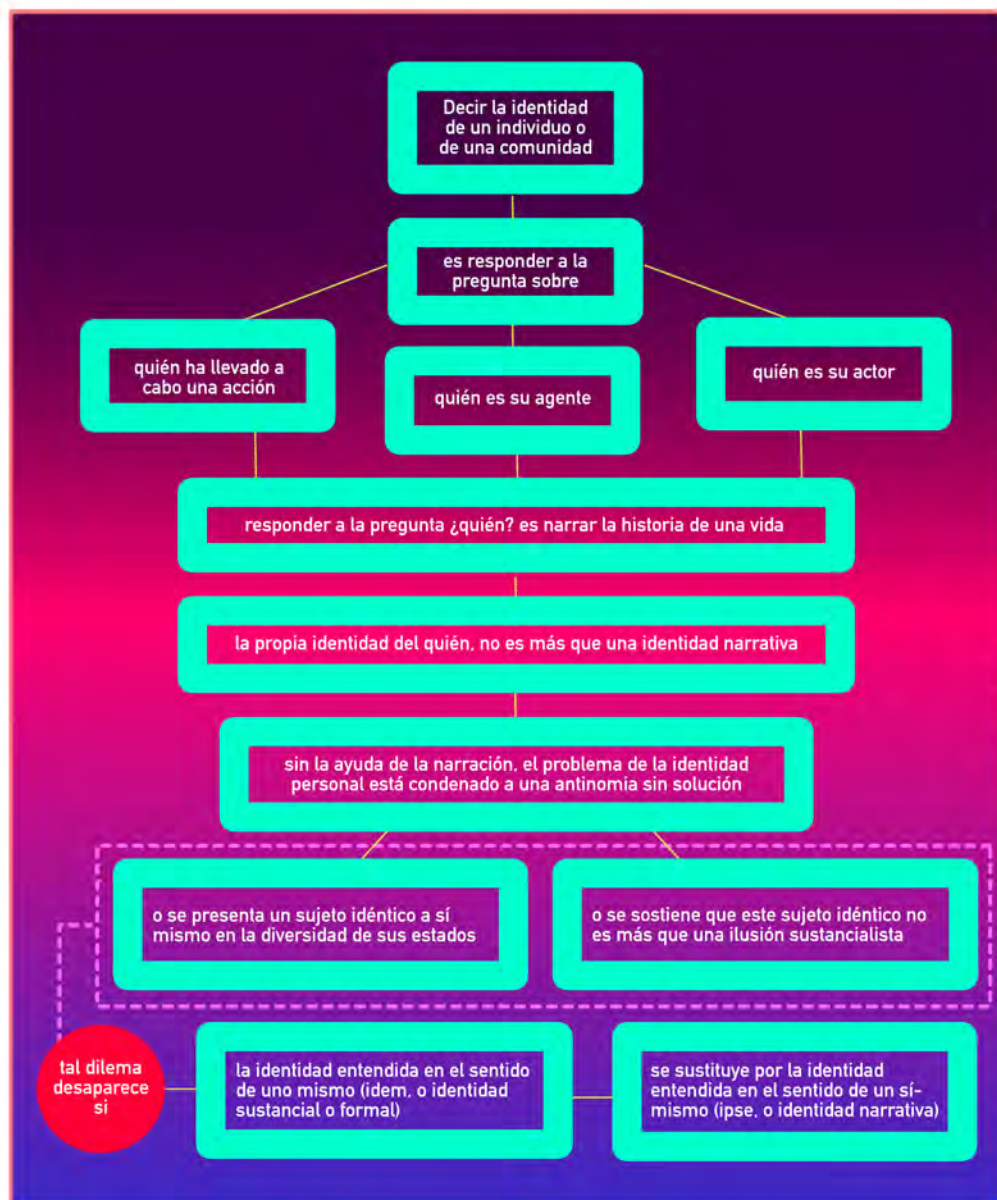 Decir la identidad
de un individuo o
de una comunidad
es responder a la
pregunta sobre
quién ha llevado a
cabo una acción
quién es su agente
quién es su actor
responder a la pregunta ¿quién? es narrar la historia de una vida
la propia identidad del quién, no es más que una identidad narrativa
sin la ayuda de la narración, el problema de la identidad
personal está condenado a una antinomia sin solución
o se presenta un sujeto idéntico a sí
mismo en la diversidad de sus estados
o se sostiene que este sujeto idéntico no
es más que una ilusión sustancialista
tal dilema
desaparece
si
la identidad entendida en el sentido
de uno mismo (idem, o identidad
sustancial o formal)
se sustituye por la identidad
entendida en el sentido de un sí-
mismo (ipse, o identidad narrativa)